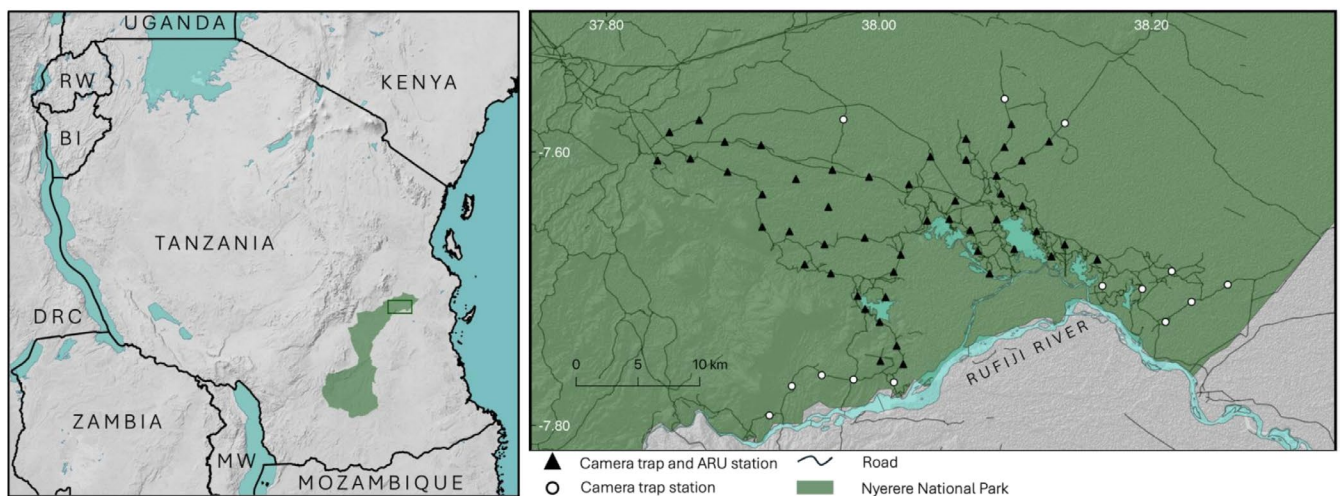 UGANDA
RW
KENYA
BI
TANZANIA
DRC
ZAMBIA
MW
MOZAMBIQUE
37.80
38.00
38.20
-7.60
0 5 10 km
RUFIJI RIVER
-7.80
Camera trap and ARU station
Road
Camera trap station
Nyerere National Park